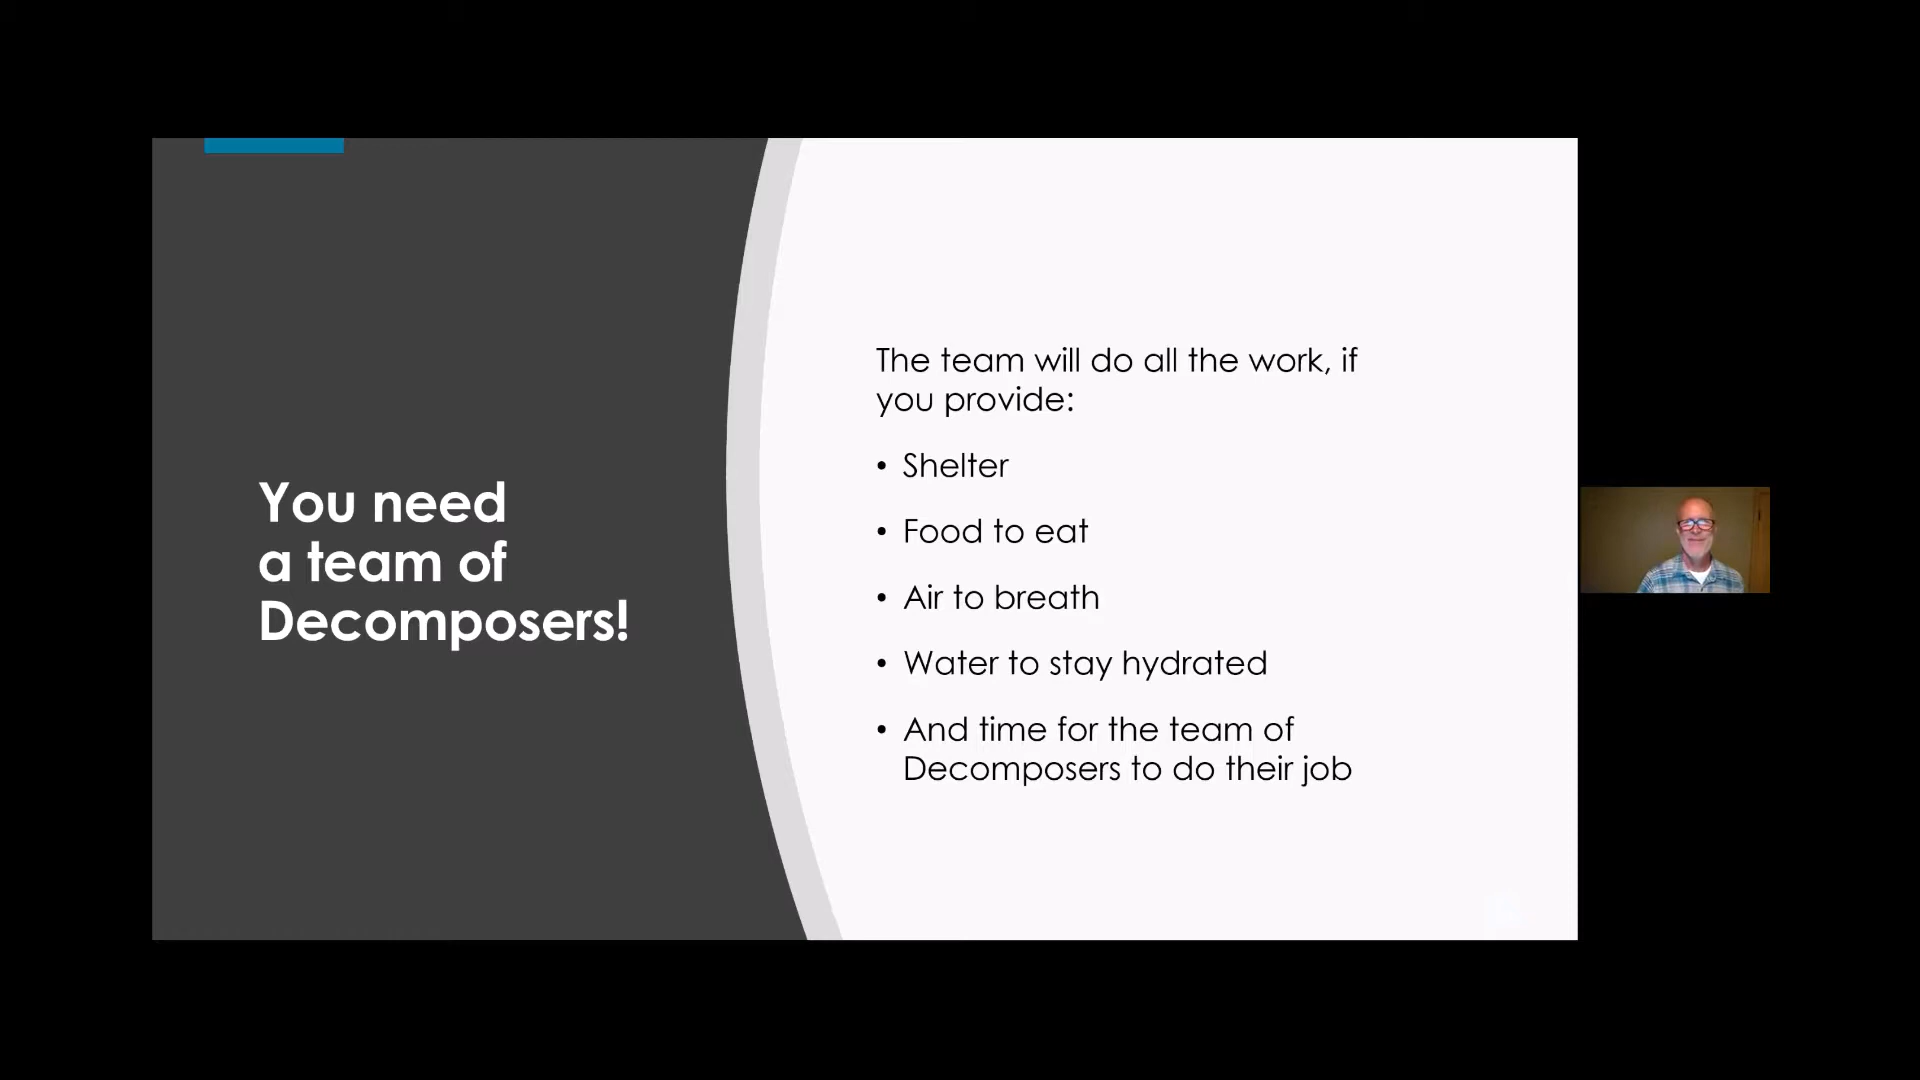 You need
a team of
Decomposers!
The team will do all the work, if
you provide:
• Shelter
• Food to eat
• Air to breath
• Water to stay hydrated
• And time for the team of
Decomposers to do their job